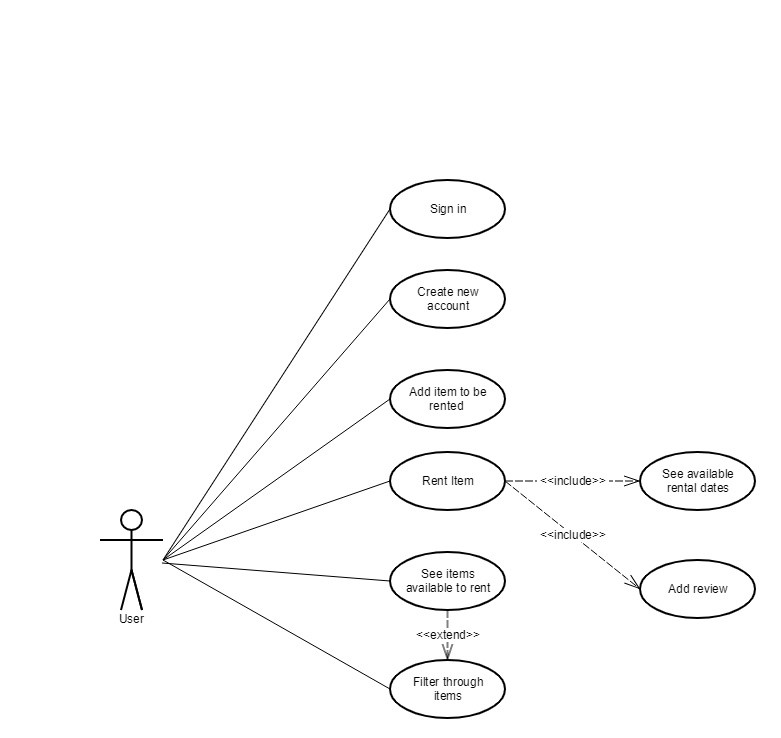 Sign in
Create new
account
Add item to be
rented
Rent Item
<<include>>
See available
rental dates
<<include>>
Add review
See items
available to rent
<<extend>>
Filter through
items
User